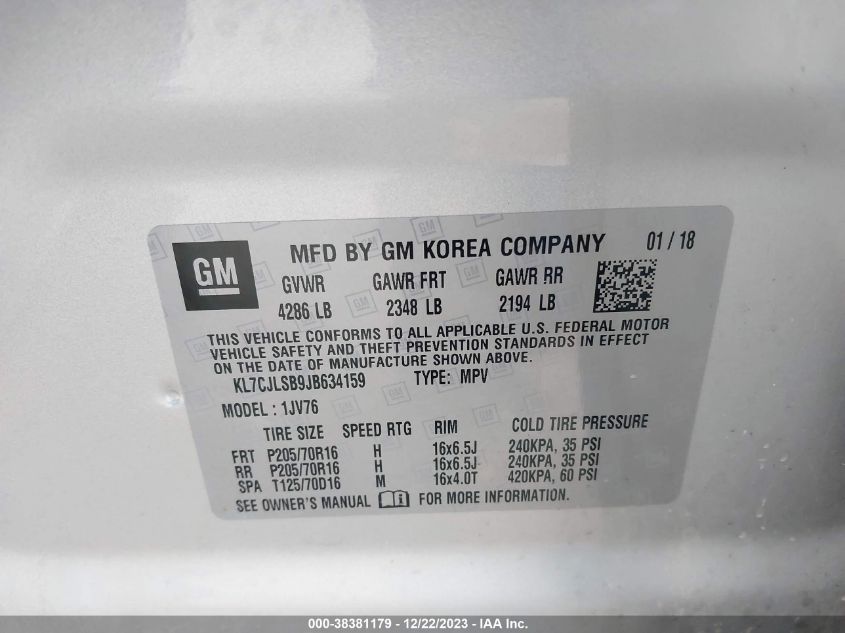 GM
MFD BY GM KOREA COMPANY 01 / 18
GVWR GAWR FRT GAWR RR
4286 LB 2348 LB 2194 LB
THIS VEHICLE CONFORMS TO ALL APPLICABLE U.S. FEDERAL MOTOR
VEHICLE SAFETY AND THEFT PREVENTION STANDARDS IN EFFECT
ON THE DATE OF MANUFACTURE SHOWN ABOVE.
KL7CJLSB9JB634159 TYPE: MPV
MODEL : 1JV76
TIRE SIZE SPEED RTG RIM COLD TIRE PRESSURE
FRT P205/70R16 H 16x6.5J 240KPA, 35 PSI
RR P205/70R16 H 16x6.5J 240KPA, 35 PSI
SPA T125/70D16 M 16x4.0T 420KPA, 60 PSI
SEE OWNER'S MANUAL FOR MORE INFORMATION.
000-38381179 - 12/22/2023 - IAA Inc.